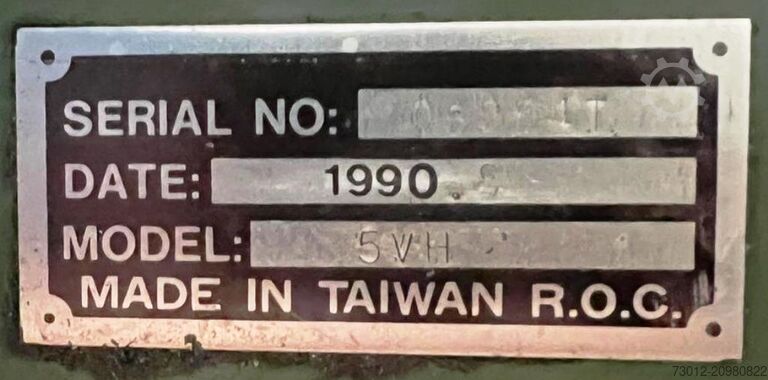 SERIAL NO:
DATE: 1990
MODEL: 5VH
MADE IN TAIWAN R.O.C.
73012-20980822